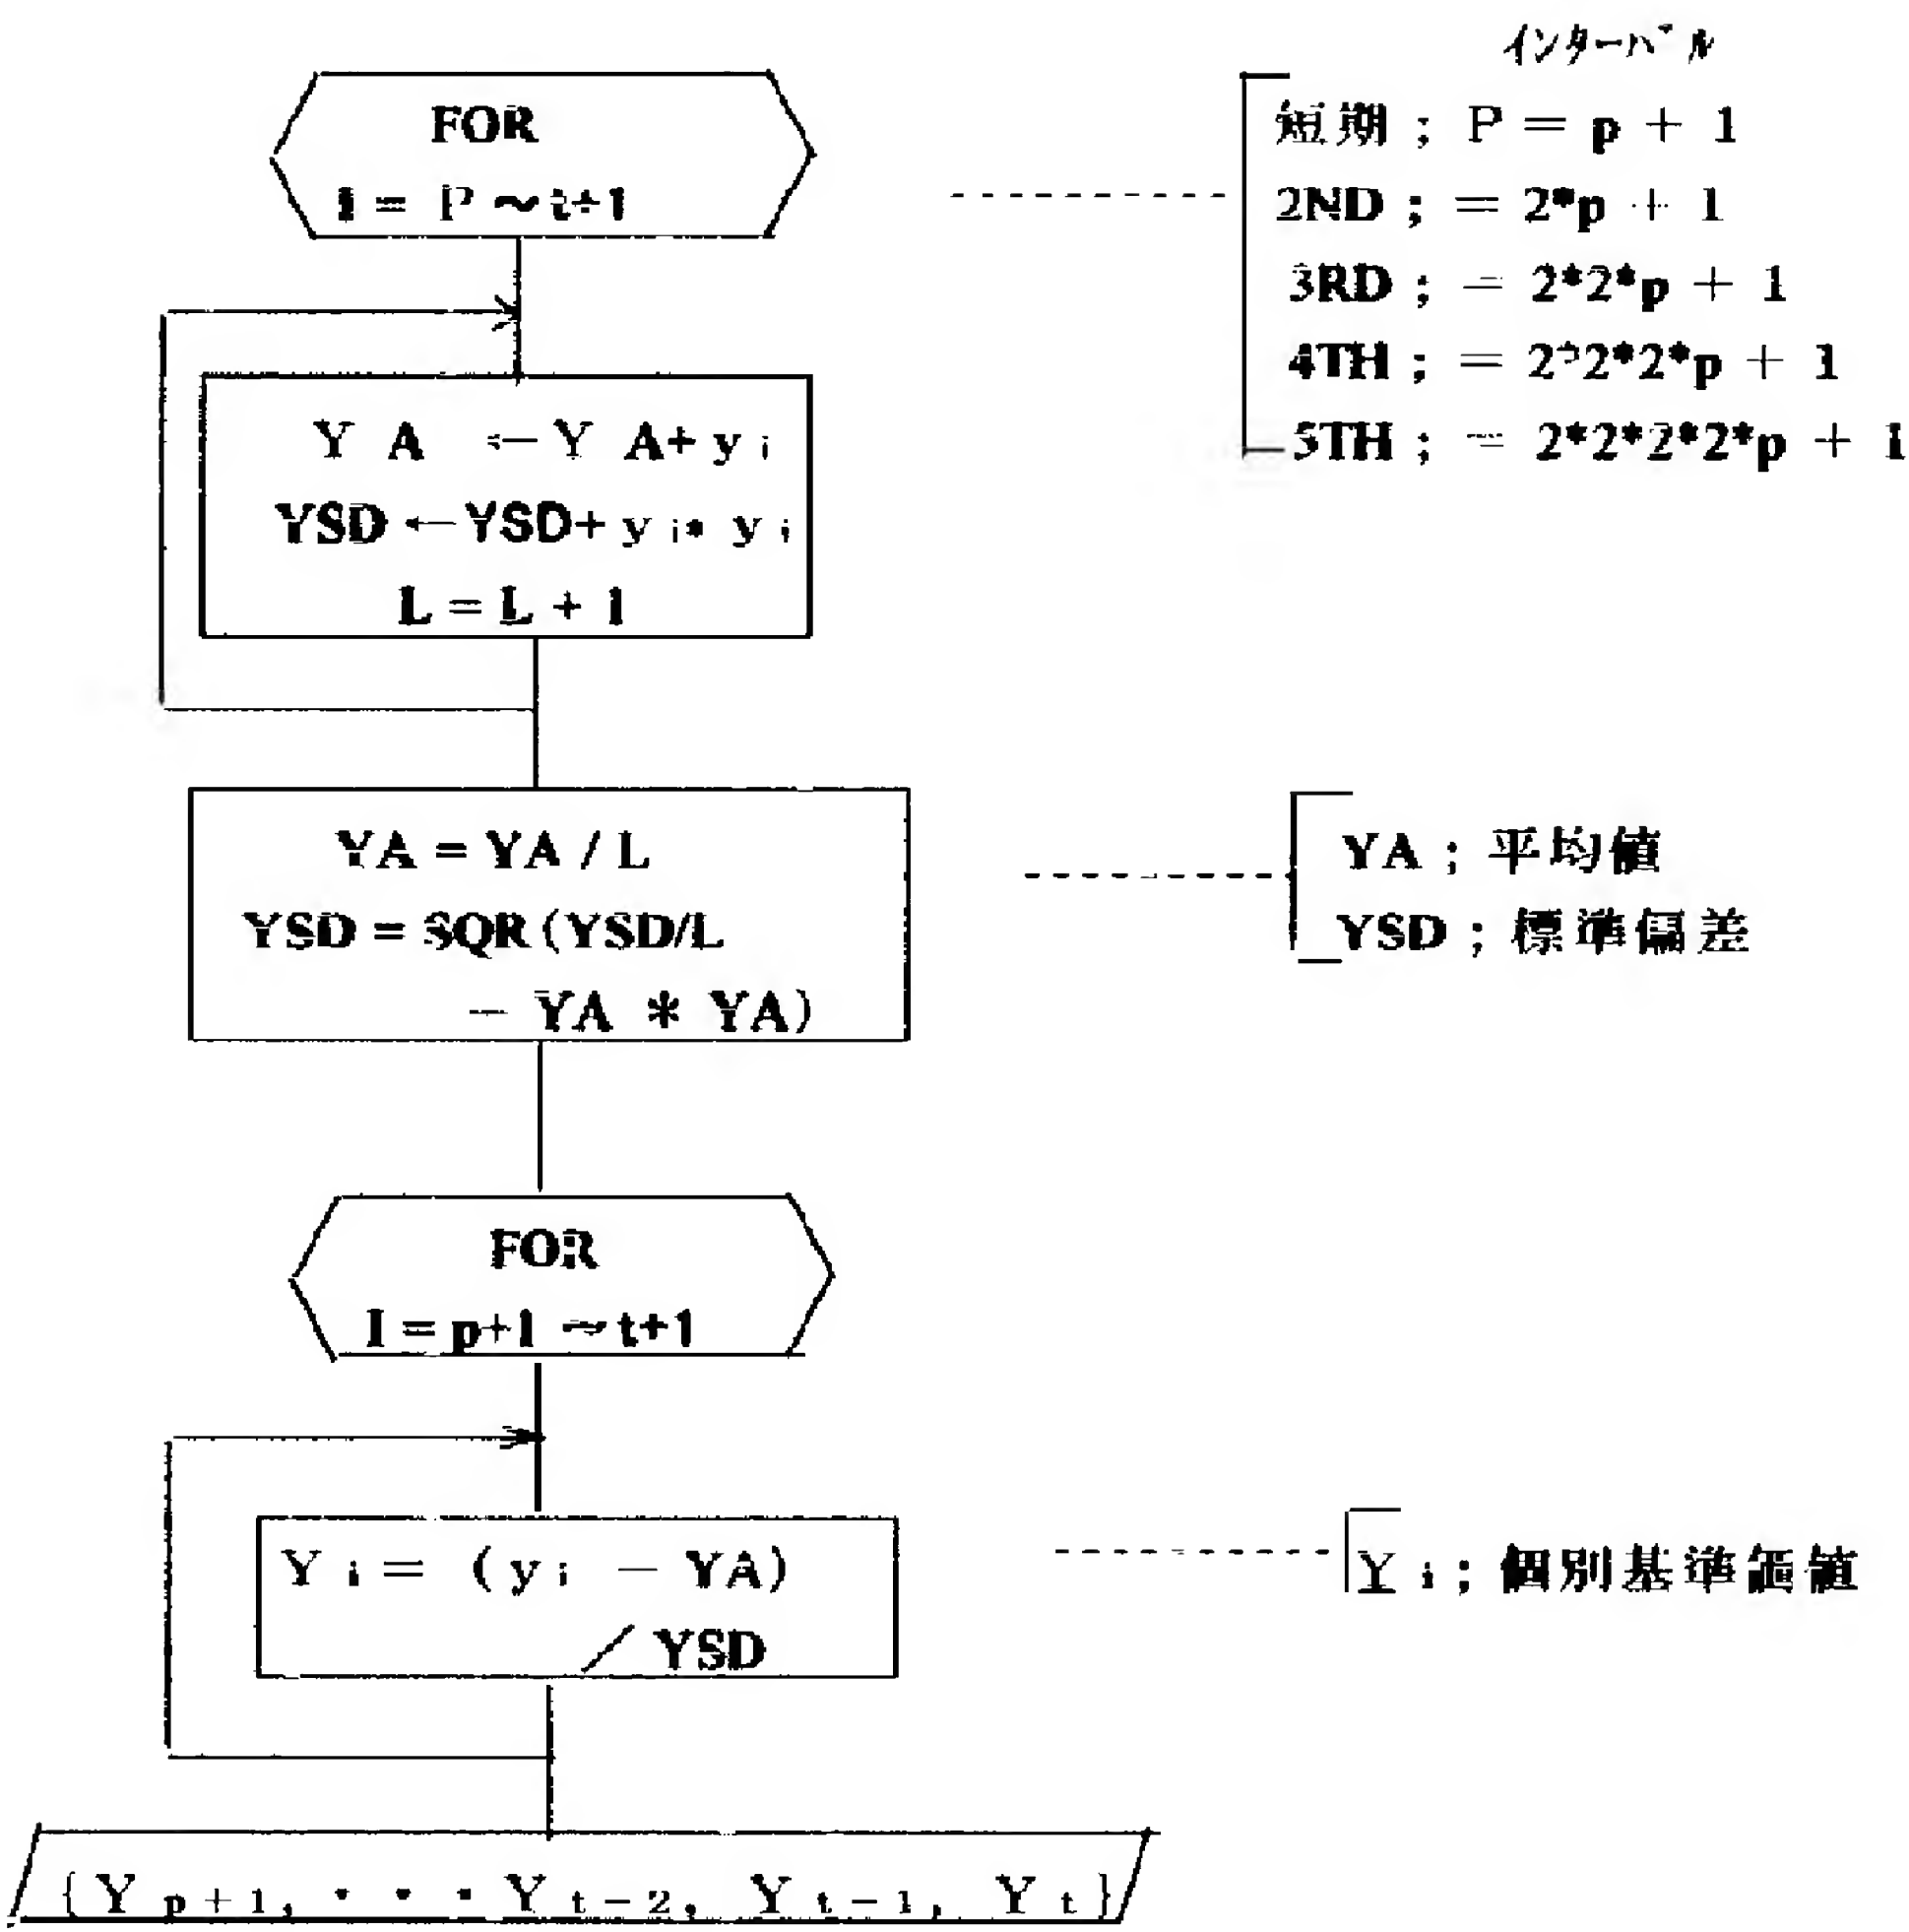 FOR
I = P ～ t+1
インターバル
短期 ; P = p + 1
2ND ; = 2*p + 1
3RD ; = 2*2*p + 1
4TH ; = 2*2*2*p + 1
5TH ; = 2*2*2*2*p + 1
Y A ← Y A+ y i
YSD ← YSD+ y i* y i
L = L + 1
YA = YA / L
YSD = SQR (YSD/L
− YA * YA)
YA ; 平均値
YSD ; 標準偏差
FOR
I = p+1 ～ t+1
Y i = ( y i − YA)
／ YSD
Y i ; 個別基準価値
{ Y p + 1, ・ ・ ・ Y t − 2, Y t − 1, Y t }